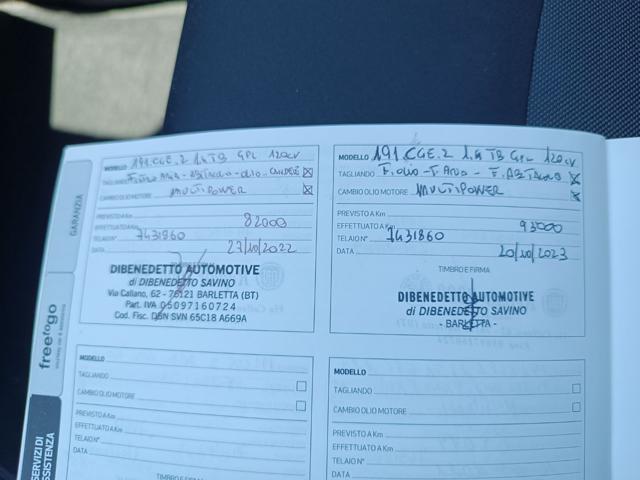 MODELLO 191.CGE.2 1.4 TB GPL 120CV
TAGLIANDO FILTRO ARIA - ABITACOLO - OLIO - CANDELE
CAMBIO OLIO MOTORE MULTIPOWER
PREVISTO A Km
EFFETTUATO A Km 82000
TELAIO N° 7431860
DATA 27/10/2022
DIBENEDETTO AUTOMOTIVE
di DIBENEDETTO SAVINO
Via Callano, 62 - 76121 BARLETTA (BT)
Part. IVA 05097160724
Cod. Fisc. DBN SVN 65C18 A669A
MODELLO 191.CGE.2 1.4 TB GPL 120CV
TAGLIANDO F. OLIO - F. ARIA - F. ABITACOLO
CAMBIO OLIO MOTORE MULTIPOWER
PREVISTO A Km
EFFETTUATO A Km 93000
TELAIO N° 7431860
DATA 20/10/2023
TIMBRO E FIRMA
DIBENEDETTO AUTOMOTIVE
di DIBENEDETTO SAVINO
- BARLETTA -
MODELLO
TAGLIANDO
CAMBIO OLIO MOTORE
PREVISTO A Km
EFFETTUATO A Km
TELAIO N°
DATA
TIMBRO E FIRMA
MODELLO
TAGLIANDO
CAMBIO OLIO MOTORE
PREVISTO A Km
EFFETTUATO A Km
TELAIO N°
DATA
GARANZIA
freetogo
SERVIZI DI
ASSISTENZA